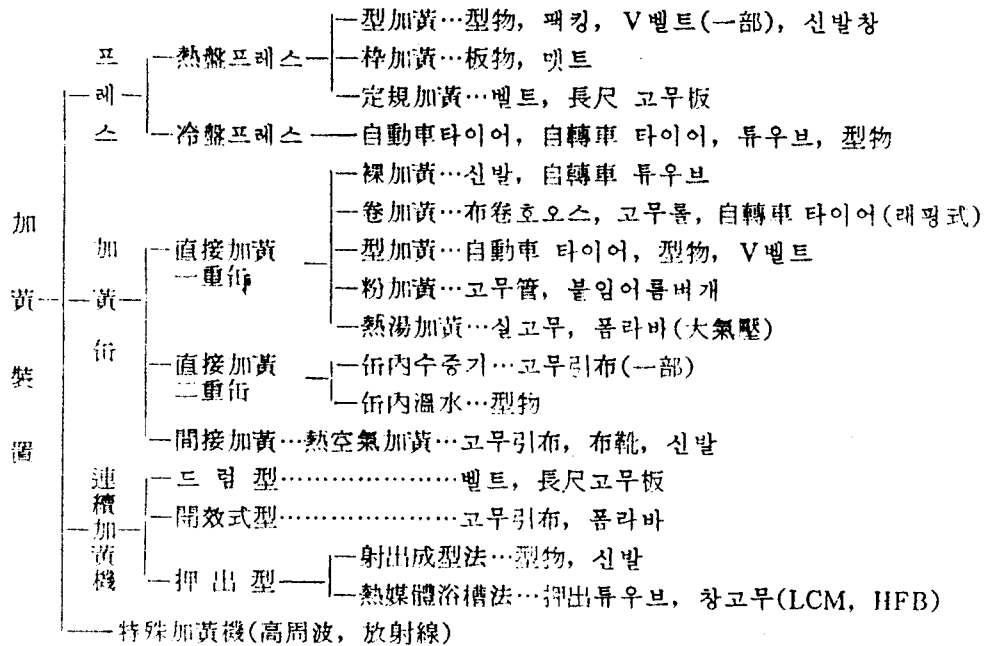 型加黃…型物, 패킹, V벨트(一部), 신발창
프레스
熱盤프레스
枠加黃…板物, 맷트
定規加黃…벨트, 長尺 고무板
冷盤프레스
自動車타이어, 自轉車 타이어, 튜우브, 型物
裸加黃…신발, 自轉車 튜우브
加黃裝置
卷加黃…布卷호오스, 고무롤, 自轉車 타이어(래핑式)
加黃缶
直接加黃
一重缶
型加黃…自動車 타이어, 型物, V벨트
粉加黃…고무管, 붙임어름버개
熱湯加黃…실고무, 폼라바(大氣壓)
直接加黃
二重缶
缶內수증기…고무引布(一部)
缶內溫水…型物
間接加黃…熱空氣加黃…고무引布, 布靴, 신발
連續加黃機
드럼型…………………벨트, 長尺고무板
開效式型…………………고무引布, 폼라바
押出型
射出成型法…型物, 신발
熱媒體浴槽法…押出튜우브, 창고무(LCM, HFB)
特殊加黃機(高周波, 放射線)